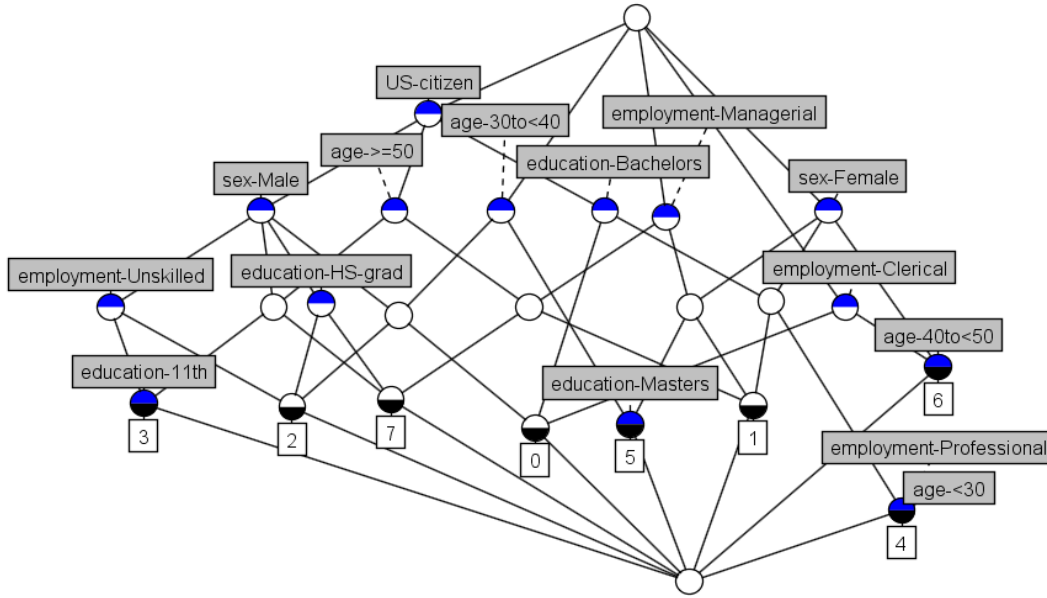 US-citizen
age-30to<40
employment-Managerial
age->=50
education-Bachelors
sex-Male
sex-Female
employment-Unskilled
education-HS-grad
employment-Clerical
age-40to<50
education-11th
education-Masters
6
3
2
7
0
5
1
employment-Professional
age-<30
4